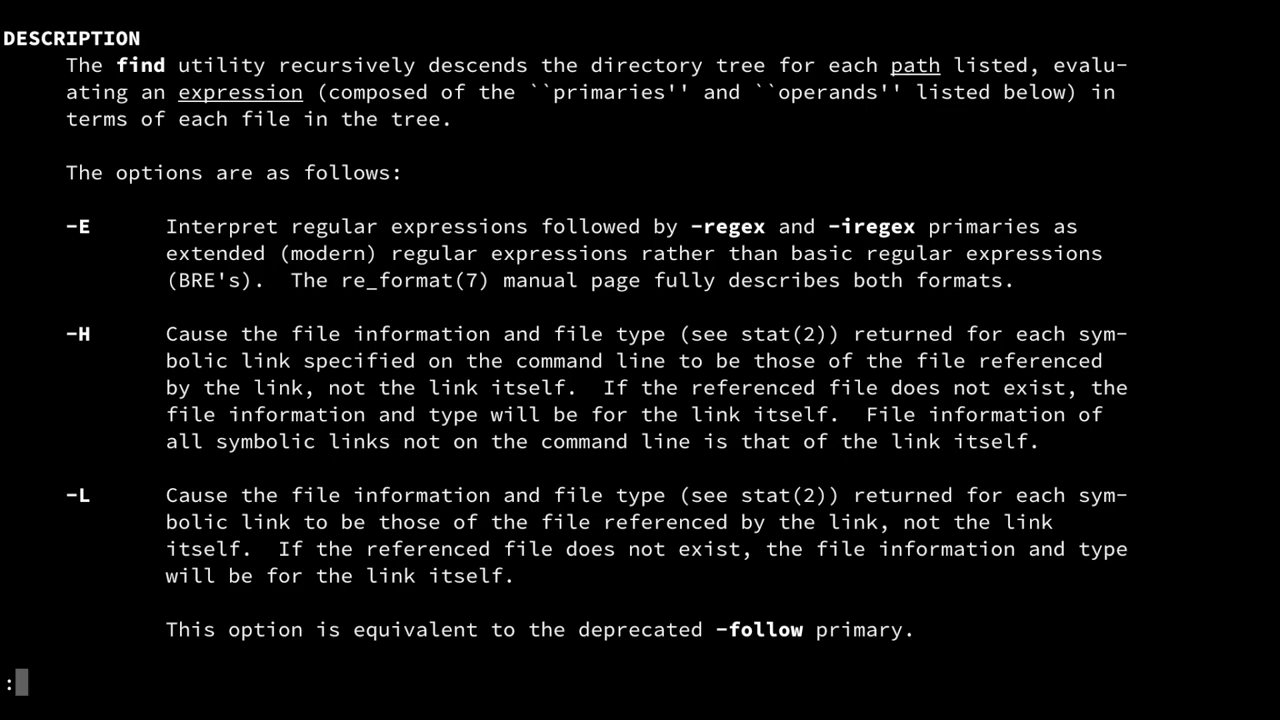 DESCRIPTION
The find utility recursively descends the directory tree for each path listed, evalu-
ating an expression (composed of the ``primaries'' and ``operands'' listed below) in
terms of each file in the tree.
The options are as follows:
-E Interpret regular expressions followed by -regex and -iregex primaries as
extended (modern) regular expressions rather than basic regular expressions
(BRE's).  The re_format(7) manual page fully describes both formats.
-H Cause the file information and file type (see stat(2)) returned for each sym-
bolic link specified on the command line to be those of the file referenced
by the link, not the link itself.  If the referenced file does not exist, the
file information and type will be for the link itself.  File information of
all symbolic links not on the command line is that of the link itself.
-L Cause the file information and file type (see stat(2)) returned for each sym-
bolic link to be those of the file referenced by the link, not the link
itself.  If the referenced file does not exist, the file information and type
will be for the link itself.
This option is equivalent to the deprecated -follow primary.
: